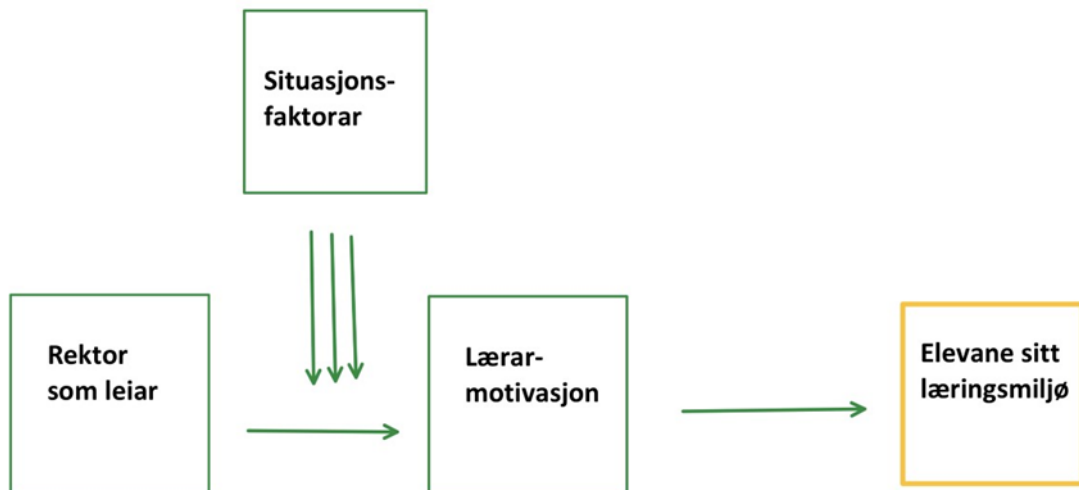 Situasjons-
faktorar
Rektor
som leiar
Lærar-
motivasjon
Elevane sitt
læringsmiljø